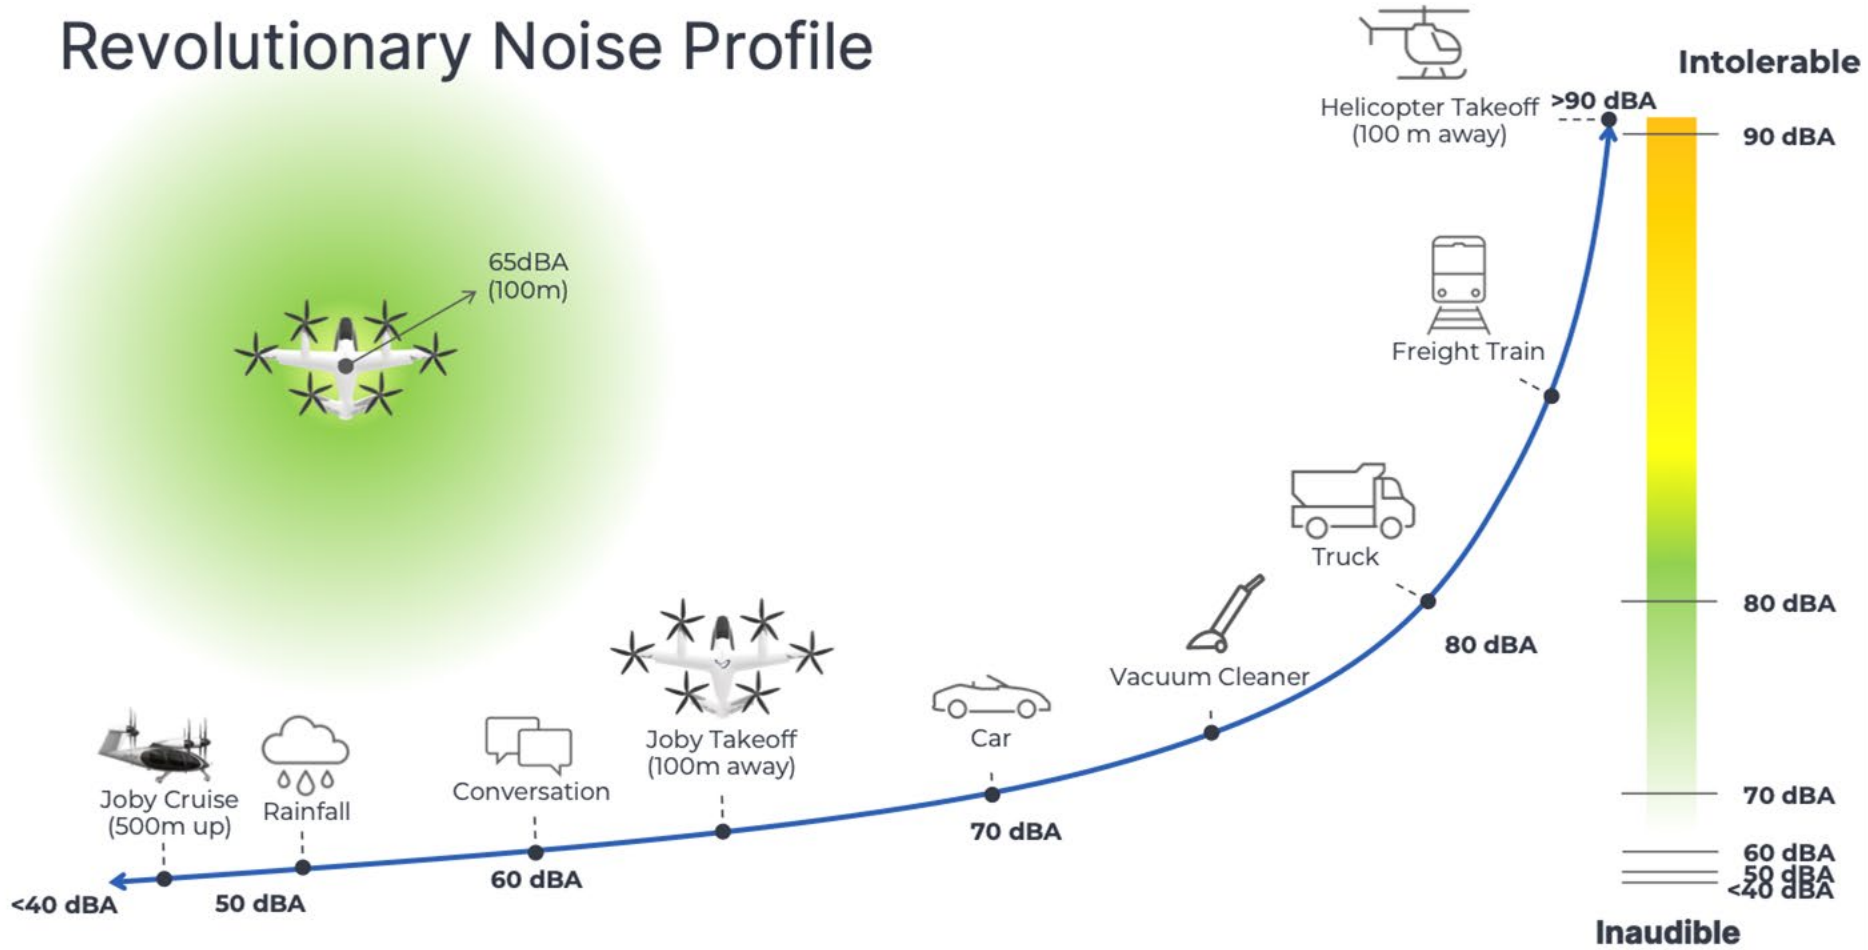 Revolutionary Noise Profile
65dBA
(100m)
Helicopter Takeoff
(100 m away)
>90 dBA
Intolerable
90 dBA
Freight Train
Truck
80 dBA
80 dBA
Vacuum Cleaner
Car
70 dBA
70 dBA
Joby Takeoff
(100m away)
Conversation
60 dBA
Rainfall
50 dBA
Joby Cruise
(500m up)
<40 dBA
60 dBA
50 dBA
<40 dBA
Inaudible